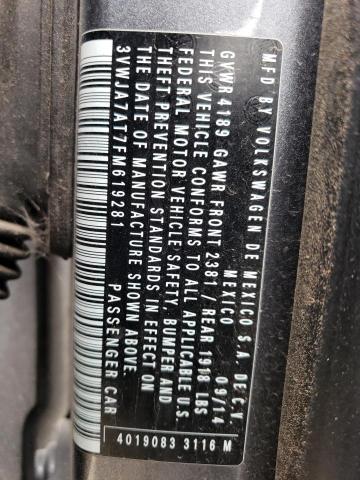 MFD BY VOLKSWAGEN DE MEXICO S.A. DE C.V.
MEXICO 09/14
GVWR 4189 GAWR FRONT 2381 / REAR 1918 LBS
THIS VEHICLE CONFORMS TO ALL APPLICABLE U.S.
FEDERAL MOTOR VEHICLE SAFETY, BUMPER AND
THEFT PREVENTION STANDARDS IN EFFECT ON
THE DATE OF MANUFACTURE SHOWN ABOVE.
3VWJA7AT7FM619281 PASSENGER CAR
4019083 3116 M